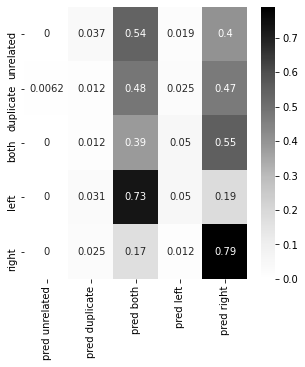 unrelated 0 0.037 0.54 0.019 0.4
duplicate 0.0062 0.012 0.48 0.025 0.47
both 0 0.012 0.39 0.05 0.55
left 0 0.031 0.73 0.05 0.19
right 0 0.025 0.17 0.012 0.79
pred unrelated
pred duplicate
pred both
pred left
pred right
0.7
0.6
0.5
0.4
0.3
0.2
0.1
0.0